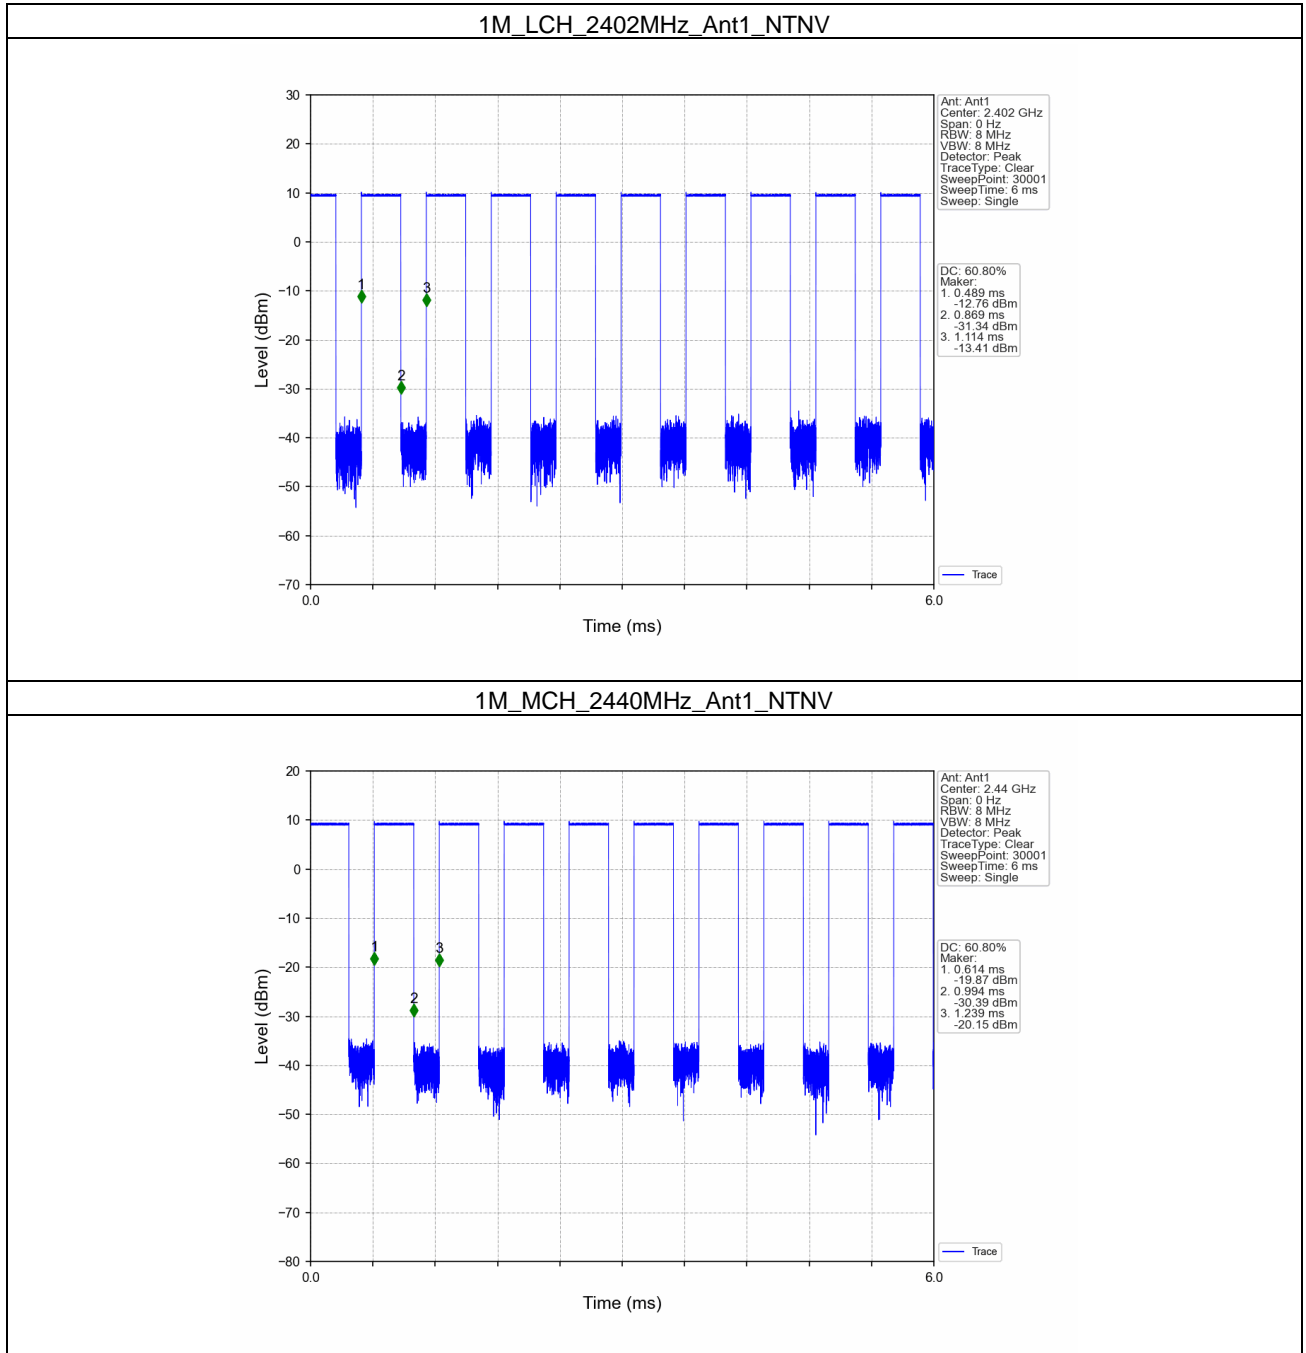 1M_LCH_2402MHz_Ant1_NTNV
30
20
10
0
−10
−20
−30
−40
−50
−60
−70
Level (dBm)
1
2
3
0.0
6.0
Time (ms)
Ant: Ant1
Center: 2.402 GHz
Span: 0 Hz
RBW: 8 MHz
VBW: 8 MHz
Detector: Peak
TraceType: Clear
SweepPoint: 30001
SweepTime: 6 ms
Sweep: Single
DC: 60.80%
Maker:
1. 0.489 ms
-12.76 dBm
2. 0.869 ms
-31.34 dBm
3. 1.114 ms
-13.41 dBm
Trace
1M_MCH_2440MHz_Ant1_NTNV
20
10
0
−10
−20
−30
−40
−50
−60
−70
−80
Level (dBm)
1
2
3
0.0
6.0
Time (ms)
Ant: Ant1
Center: 2.44 GHz
Span: 0 Hz
RBW: 8 MHz
VBW: 8 MHz
Detector: Peak
TraceType: Clear
SweepPoint: 30001
SweepTime: 6 ms
Sweep: Single
DC: 60.80%
Maker:
1. 0.614 ms
-19.87 dBm
2. 0.994 ms
-30.39 dBm
3. 1.239 ms
-20.15 dBm
Trace